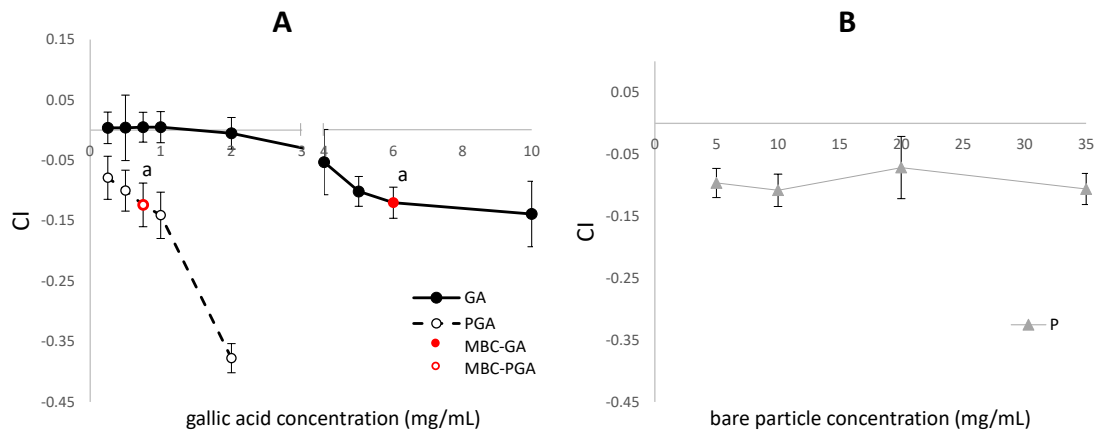 A
0.15
0.05
-0.05
-0.15
-0.25
-0.35
-0.45
CI
0 1 2 3 4 6 8 10
a
a
GA
PGA
MBC-GA
MBC-PGA
gallic acid concentration (mg/mL)
B
0.05
-0.05
-0.15
-0.25
-0.35
-0.45
CI
0 5 10 15 20 25 30 35
P
bare particle concentration (mg/mL)